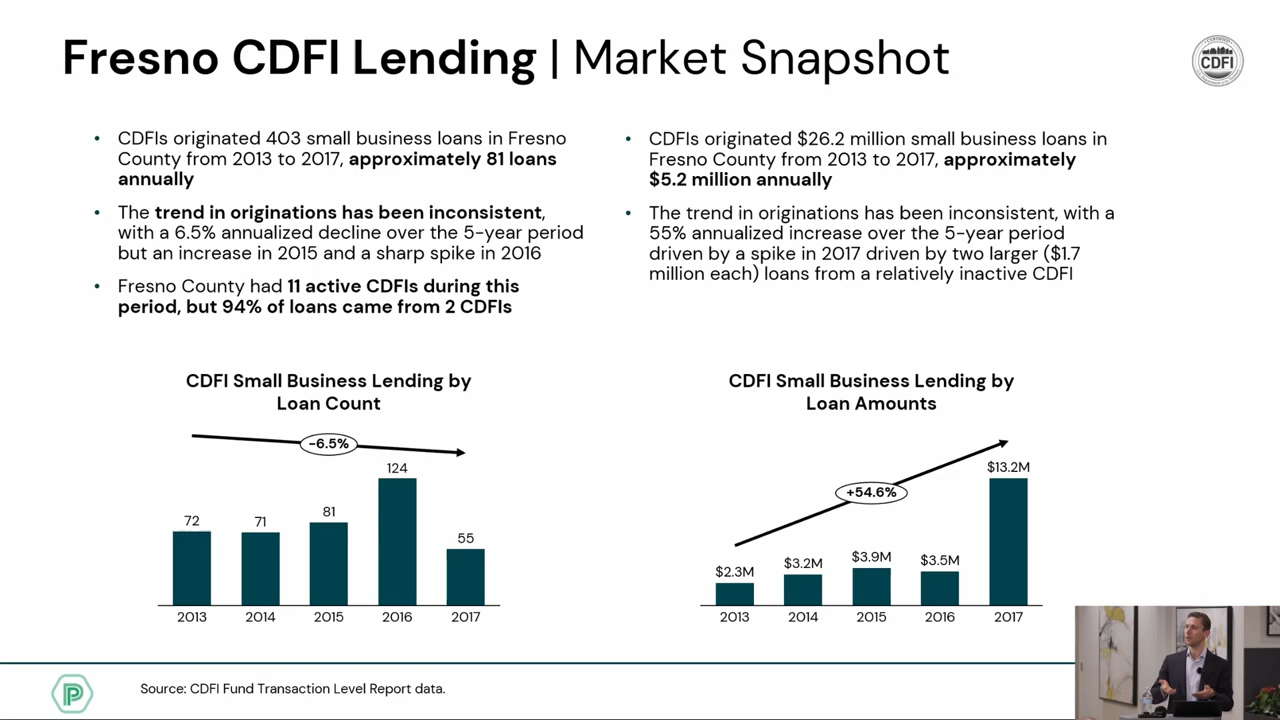 Fresno CDFI Lending | Market Snapshot
CERTIFIED
CDFI
• CDFIs originated 403 small business loans in Fresno
County from 2013 to 2017, approximately 81 loans
annually
• The trend in originations has been inconsistent,
with a 6.5% annualized decline over the 5-year period
but an increase in 2015 and a sharp spike in 2016
• Fresno County had 11 active CDFIs during this
period, but 94% of loans came from 2 CDFIs
• CDFIs originated $26.2 million small business loans in
Fresno County from 2013 to 2017, approximately
$5.2 million annually
• The trend in originations has been inconsistent, with a
55% annualized increase over the 5-year period
driven by a spike in 2017 driven by two larger ($1.7
million each) loans from a relatively inactive CDFI
CDFI Small Business Lending by
Loan Count
-6.5%
72
71
81
124
55
2013 2014 2015 2016 2017
CDFI Small Business Lending by
Loan Amounts
+54.6%
$2.3M
$3.2M
$3.9M
$3.5M
$13.2M
2013 2014 2015 2016 2017
P
Source: CDFI Fund Transaction Level Report data.